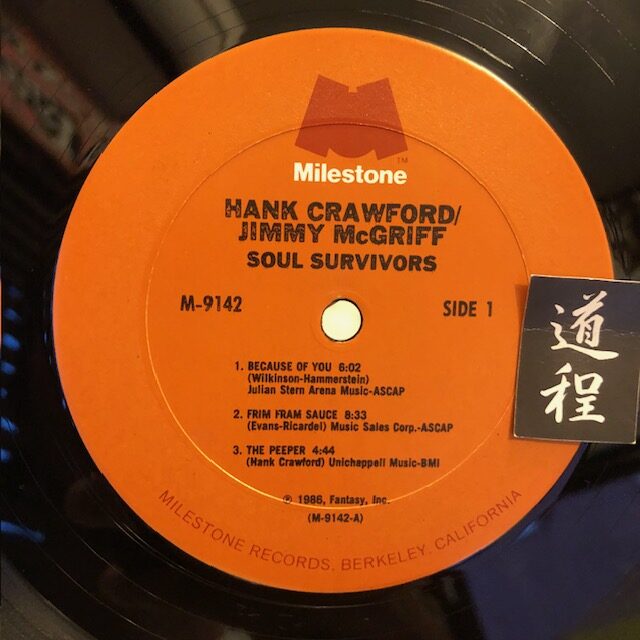 Milestone
TM
HANK CRAWFORD/
JIMMY McGRIFF
SOUL SURVIVORS
M-9142
SIDE 1
1. BECAUSE OF YOU 6:02
(Wilkinson-Hammerstein)
Julian Stern Arena Music-ASCAP
2. FRIM FRAM SAUCE 8:33
(Evans-Ricardel) Music Sales Corp.-ASCAP
3. THE PEEPER 4:44
(Hank Crawford) Unichappell Music-BMI
℗ 1986, Fantasy, Inc.
(M-9142-A)
MILESTONE RECORDS, BERKELEY, CALIFORNIA
道程